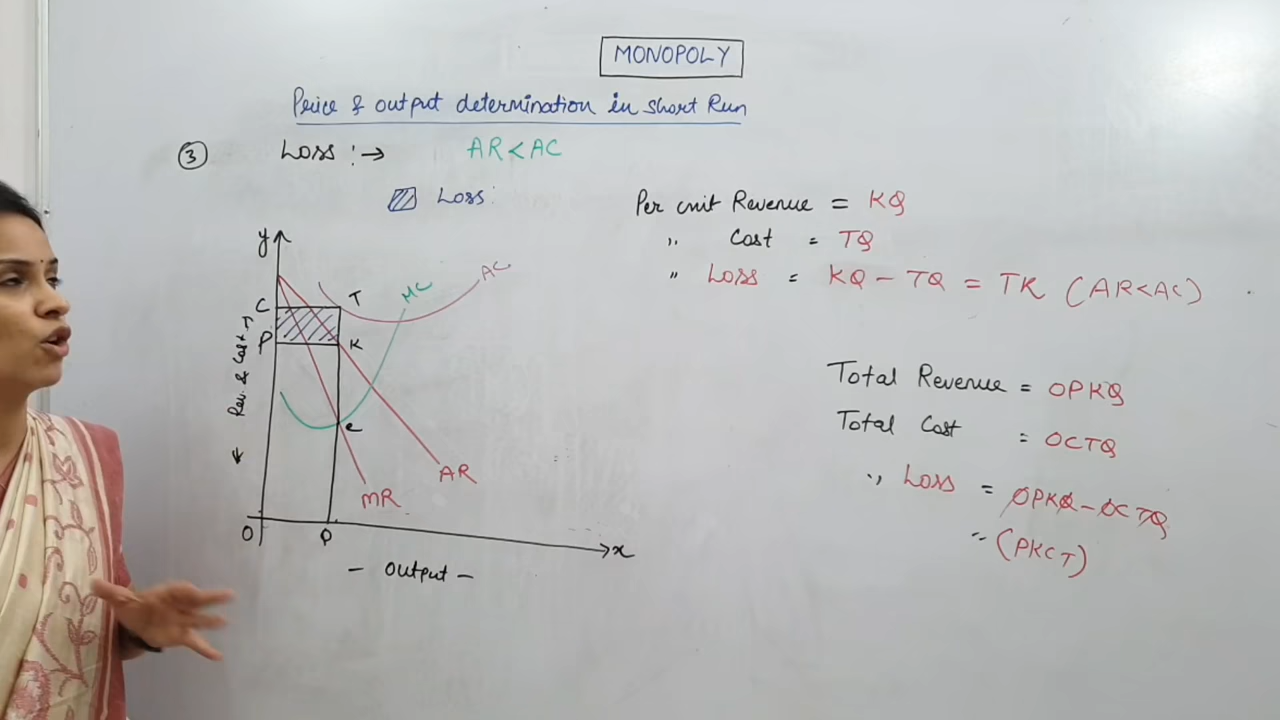 MONOPOLY
Price & output determination in short Run
③ Loss :→ AR<AC
Loss:
Per unit Revenue = KQ
,, Cost = TQ
" Loss = KQ - TQ = TK (AR<AC)
Total Revenue = OPKQ
Total Cost = OCTQ
,, Loss = OPKQ - OCTQ
" (PKCT)
y
AC
MC
C
T
P
K
← Rev. & Cost →
e
AR
MR
O
Q
x
- output -